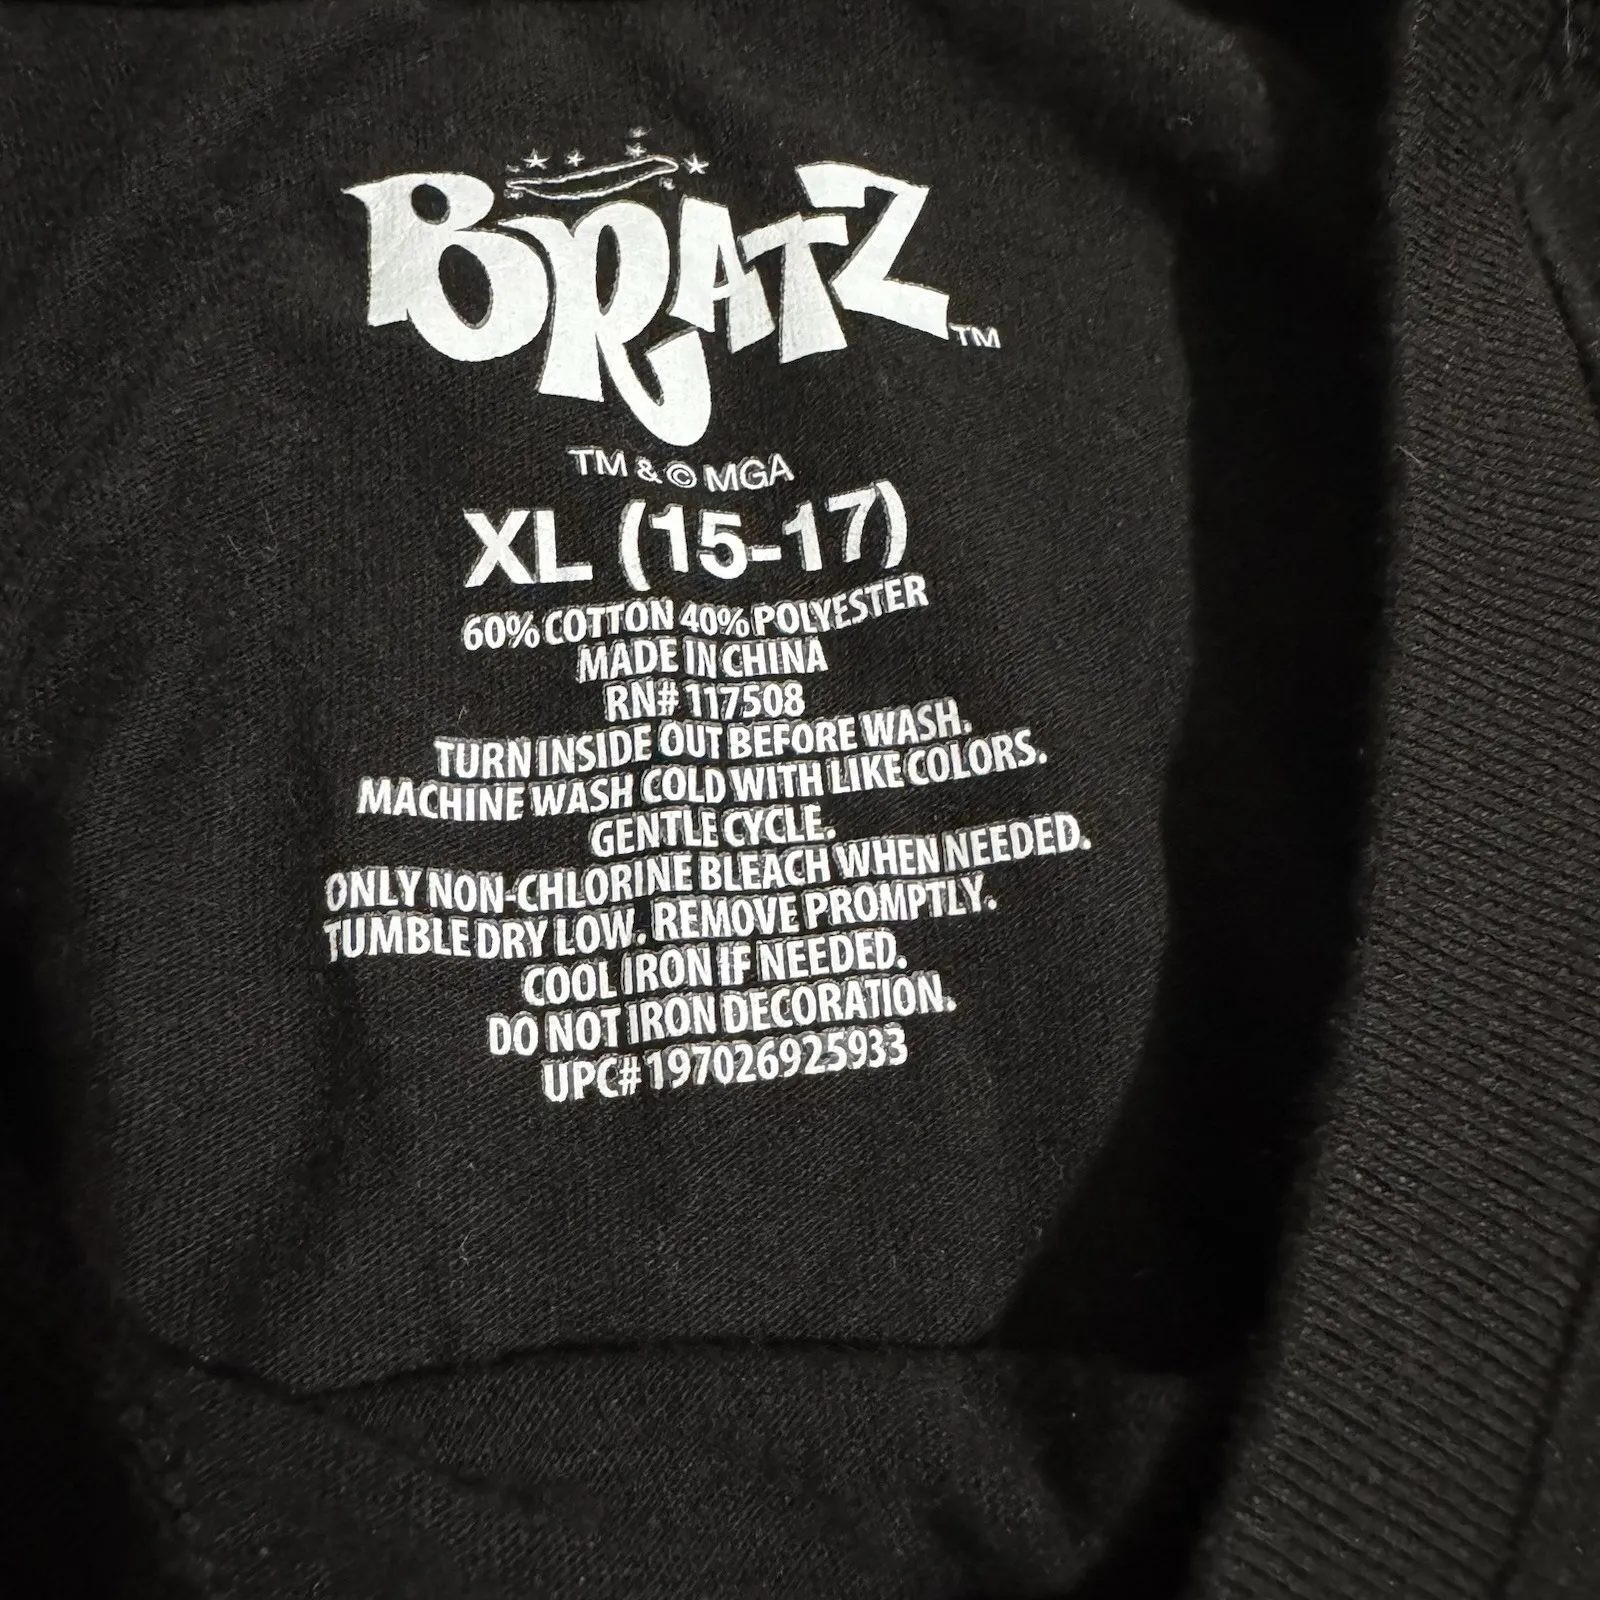 BRATZ™
TM & © MGA
XL (15-17)
60% COTTON 40% POLYESTER
MADE IN CHINA
RN# 117508
TURN INSIDE OUT BEFORE WASH.
MACHINE WASH COLD WITH LIKE COLORS.
GENTLE CYCLE.
ONLY NON-CHLORINE BLEACH WHEN NEEDED.
TUMBLE DRY LOW. REMOVE PROMPTLY.
COOL IRON IF NEEDED.
DO NOT IRON DECORATION.
UPC# 197026925933